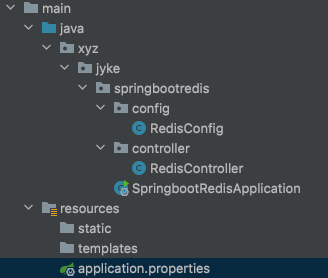 main
java
xyz
jyke
springbootredis
config
RedisConfig
controller
RedisController
SpringbootRedisApplication
resources
static
templates
application.properties